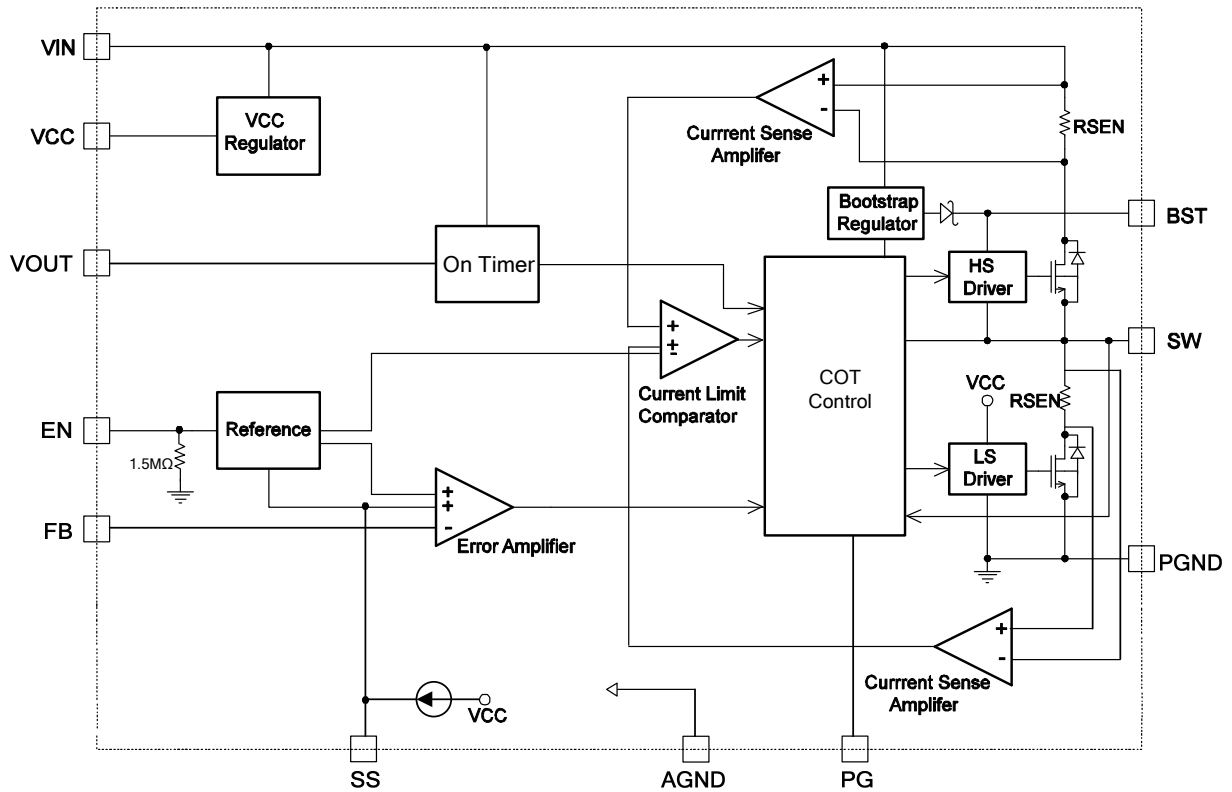 VIN
VCC
VCC
Regulator
+
-
Currrent Sense
Amplifer
RSEN
Bootstrap
Regulator
BST
VOUT
On Timer
HS
Driver
+
+
-
Current Limit
Comparator
COT
Control
SW
VCC
RSEN
EN
Reference
1.5MΩ
LS
Driver
+
+
-
Error Amplifier
FB
PGND
+
-
Currrent Sense
Amplifer
VCC
SS
AGND
PG